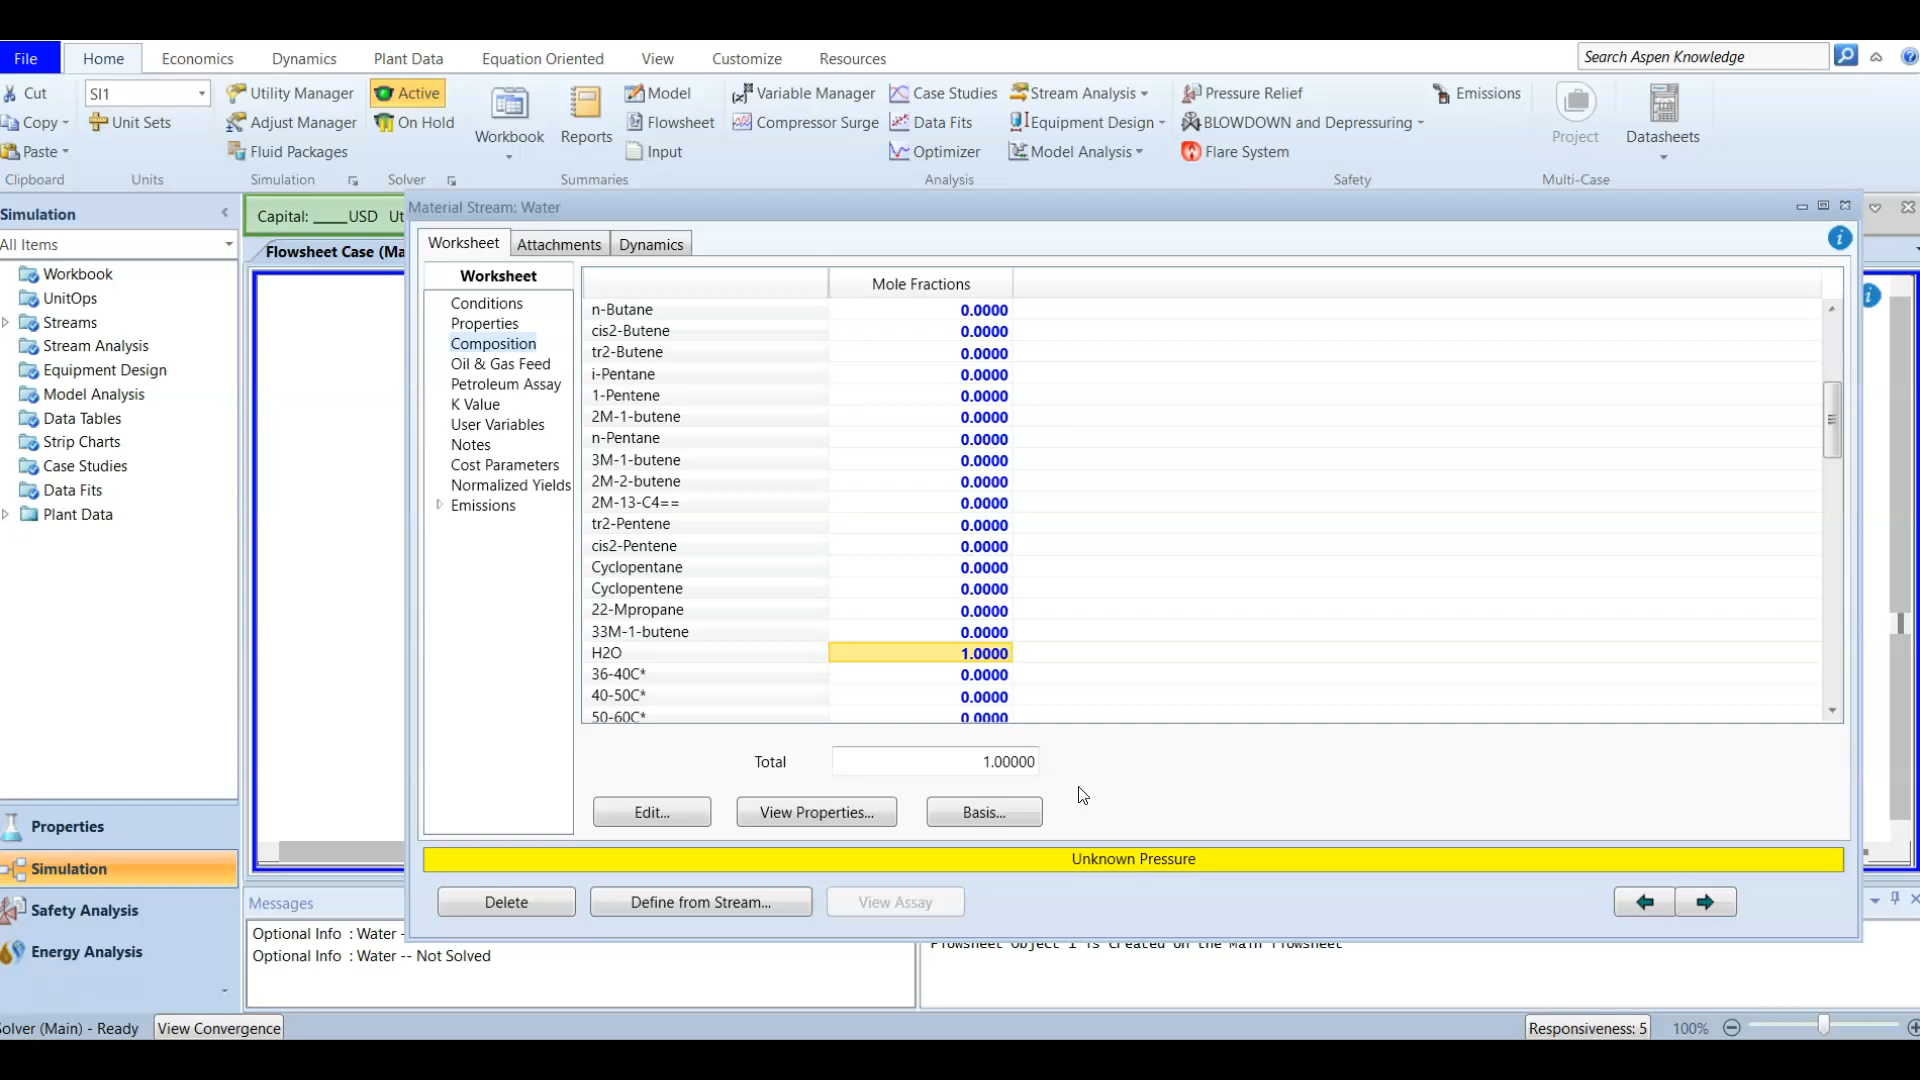 File Home Economics Dynamics Plant Data Equation Oriented View Customize Resources Search Aspen Knowledge
Cut SI1 Utility Manager Active Model Variable Manager Case Studies Stream Analysis Pressure Relief Emissions
Copy Unit Sets Adjust Manager On Hold Workbook Reports Flowsheet Compressor Surge Data Fits Equipment Design BLOWDOWN and Depressuring Project Datasheets
Paste Fluid Packages Input Optimizer Model Analysis Flare System
Clipboard Units Simulation Solver Summaries Analysis Safety Multi-Case
Simulation
All Items
Workbook
UnitOps
Streams
Stream Analysis
Equipment Design
Model Analysis
Data Tables
Strip Charts
Case Studies
Data Fits
Plant Data
Properties
Simulation
Safety Analysis
Energy Analysis
Capital: ____USD Ut
Flowsheet Case (Ma
Material Stream: Water
Worksheet Attachments Dynamics
Worksheet
Conditions
Properties
Composition
Oil & Gas Feed
Petroleum Assay
K Value
User Variables
Notes
Cost Parameters
Normalized Yields
Emissions
Mole Fractions
n-Butane 0.0000
cis2-Butene 0.0000
tr2-Butene 0.0000
i-Pentane 0.0000
1-Pentene 0.0000
2M-1-butene 0.0000
n-Pentane 0.0000
3M-1-butene 0.0000
2M-2-butene 0.0000
2M-13-C4== 0.0000
tr2-Pentene 0.0000
cis2-Pentene 0.0000
Cyclopentane 0.0000
Cyclopentene 0.0000
22-Mpropane 0.0000
33M-1-butene 0.0000
H2O 1.0000
36-40C* 0.0000
40-50C* 0.0000
50-60C* 0.0000
Total 1.00000
Edit... View Properties... Basis...
Unknown Pressure
Delete Define from Stream... View Assay
Messages
Optional Info : Water -
Optional Info : Water -- Not Solved
Flowsheet Object 1 is created on the Main flowsheet
Solver (Main) - Ready View Convergence Responsiveness: 5 100%